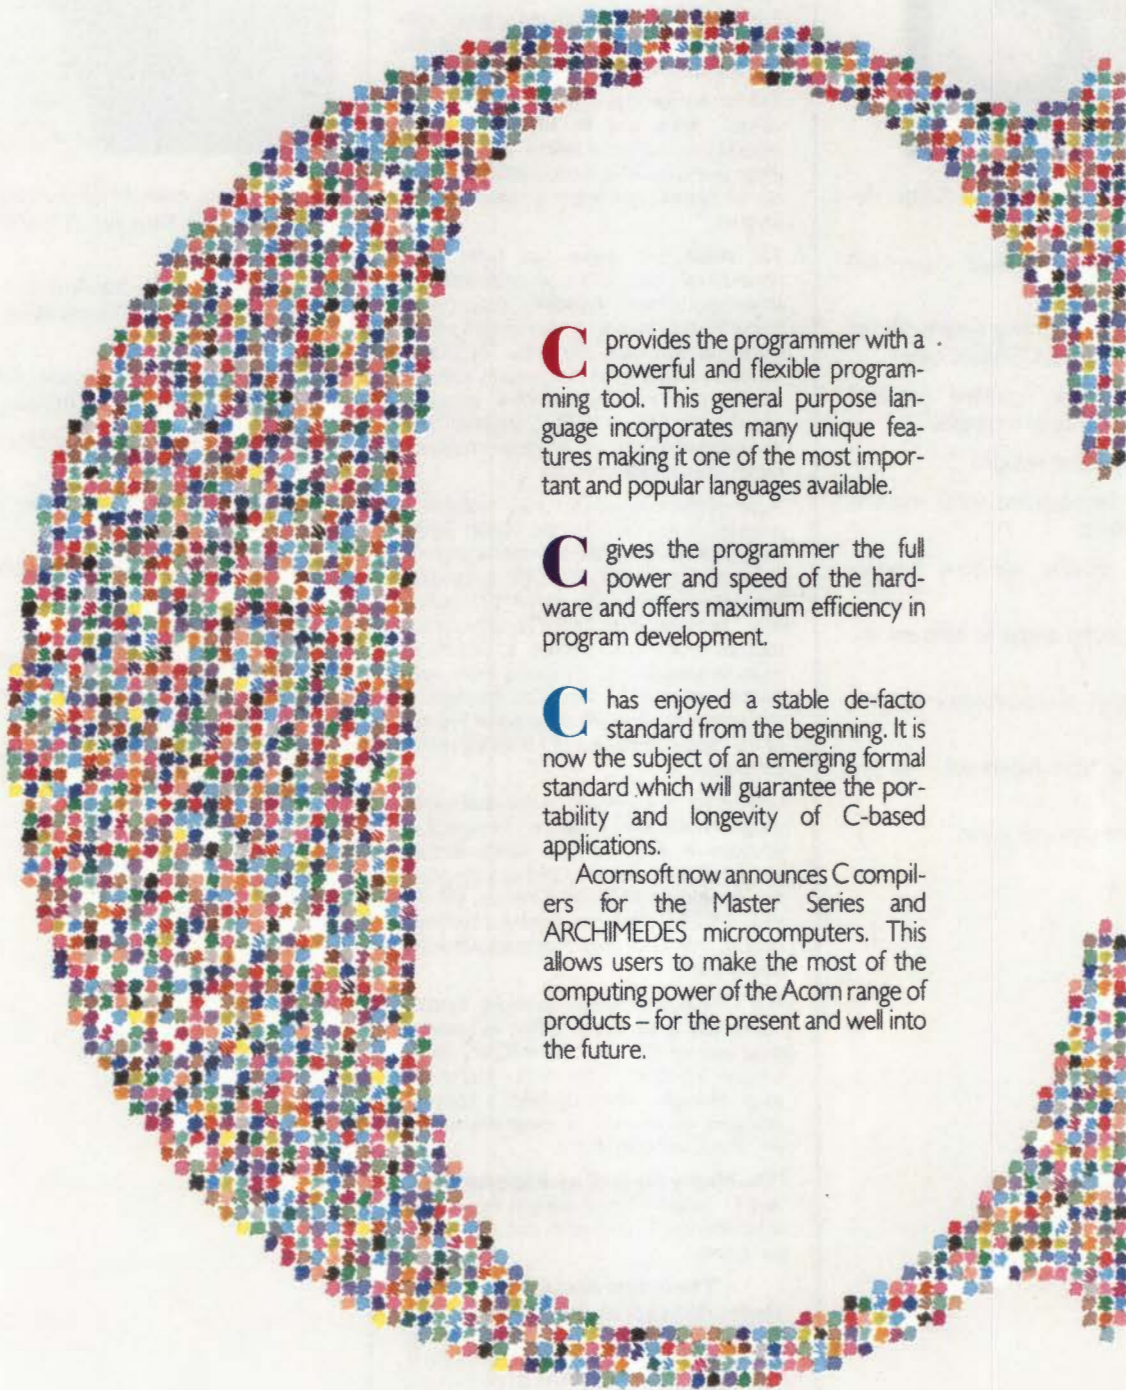 C provides the programmer with a
powerful and flexible program-
ming tool. This general purpose lan-
guage incorporates many unique fea-
tures making it one of the most impor-
tant and popular languages available.
C gives the programmer the full
power and speed of the hard-
ware and offers maximum efficiency in
program development.
C has enjoyed a stable de-facto
standard from the beginning. It is
now the subject of an emerging formal
standard which will guarantee the por-
tability and longevity of C-based
applications.
Acornsoft now announces C compil-
ers for the Master Series and
ARCHIMEDES microcomputers. This
allows users to make the most of the
computing power of the Acorn range of
products – for the present and well into
the future.